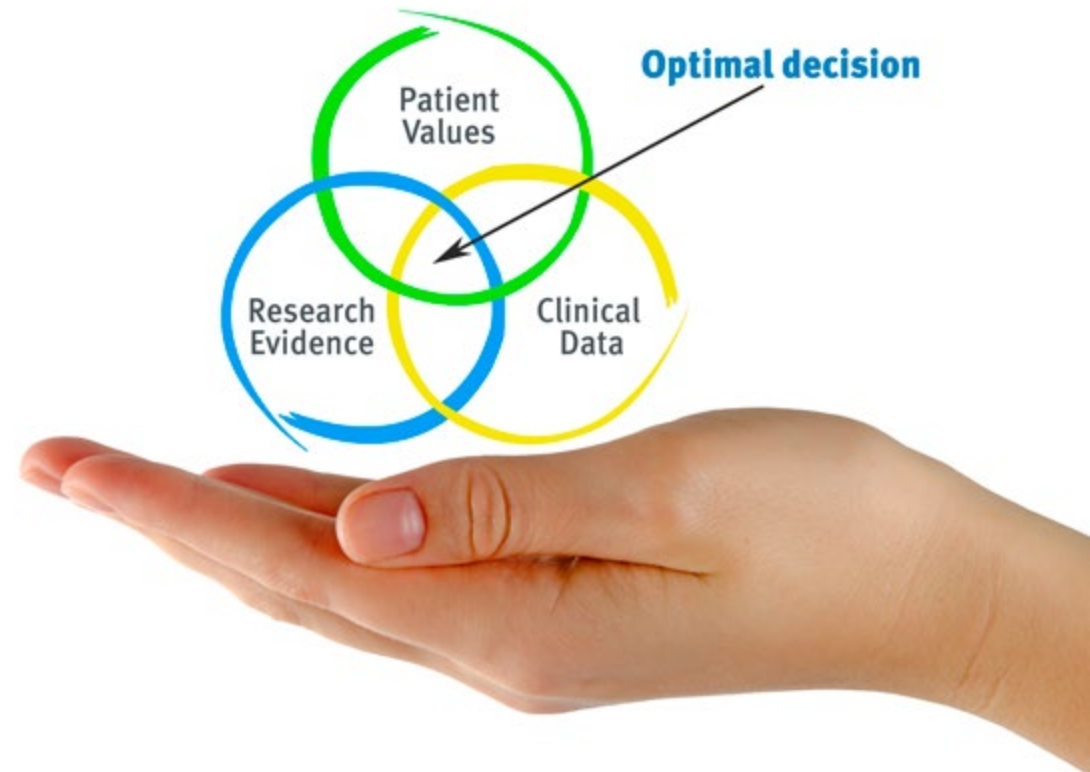 Optimal decision
Patient
Values
Research
Evidence
Clinical
Data